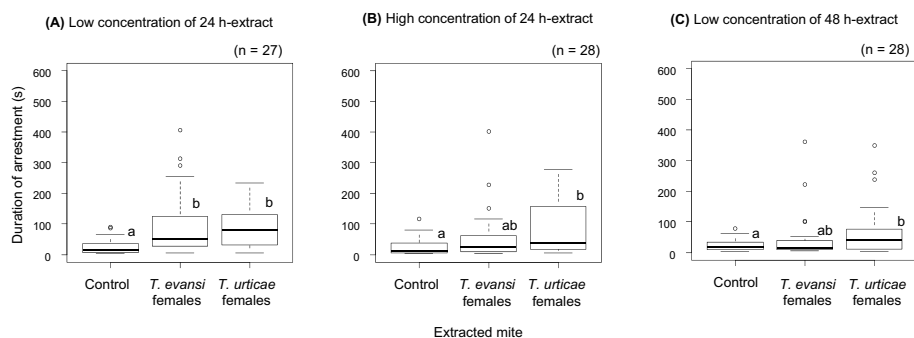 (A) Low concentration of 24 h-extract
(B) High concentration of 24 h-extract
(C) Low concentration of 48 h-extract
(n = 27)
(n = 28)
(n = 28)
Duration of arrestment (s)
600
500
400
300
200
100
0
a
b
b
600
500
400
300
200
100
0
a
ab
b
600
500
400
300
200
100
0
a
ab
b
Control
T. evansi
females
T. urticae
females
Control
T. evansi
females
T. urticae
females
Control
T. evansi
females
T. urticae
females
Extracted mite